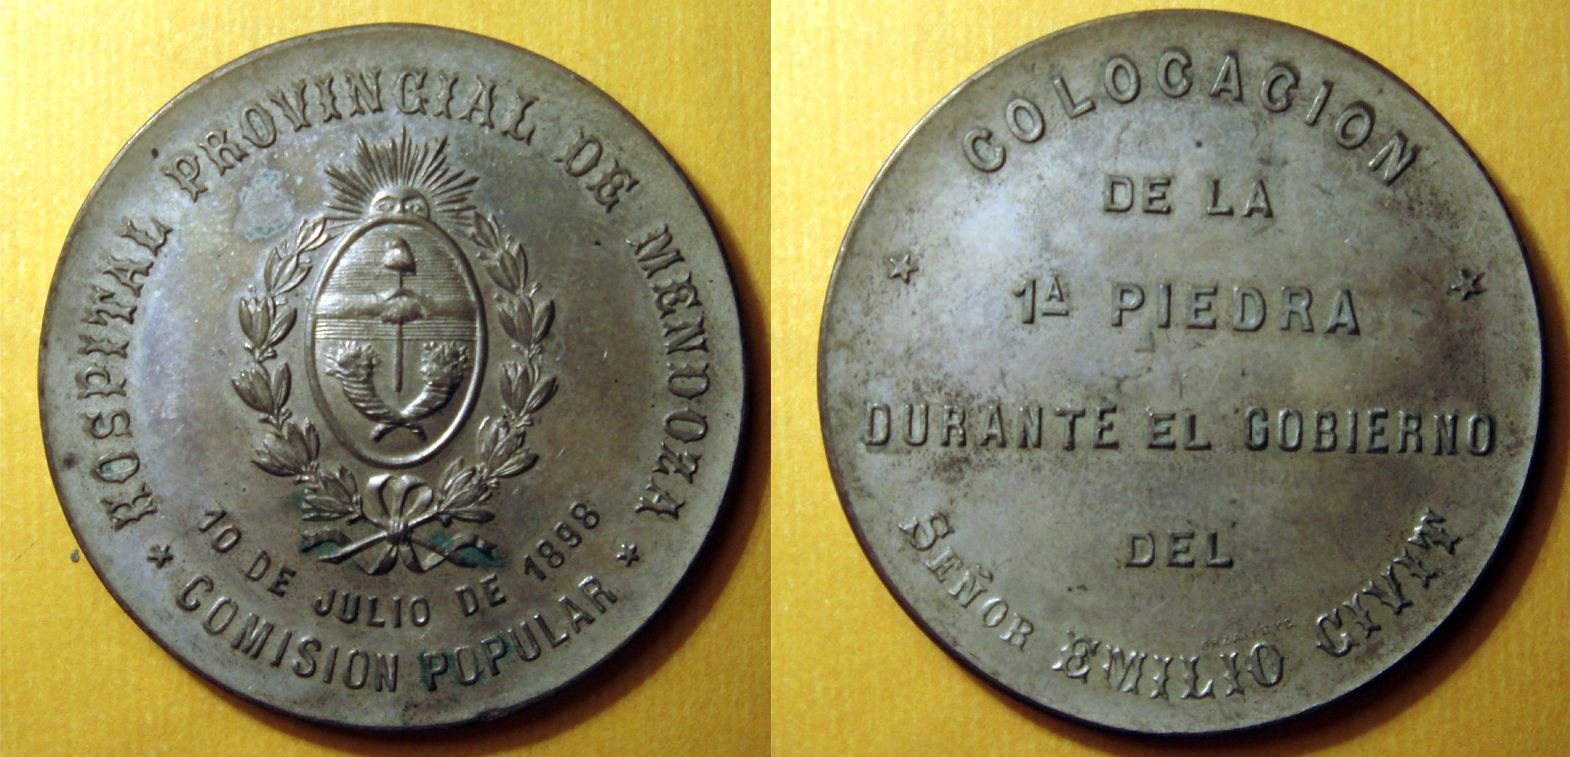 HOSPITAL PROVINCIAL DE MENDOZA
10 DE JULIO DE 1898
* COMISION POPULAR *
COLOCACION
DE LA
* *
1A PIEDRA
DURANTE EL GOBIERNO
DEL
SEÑOR EMILIO CIVIT